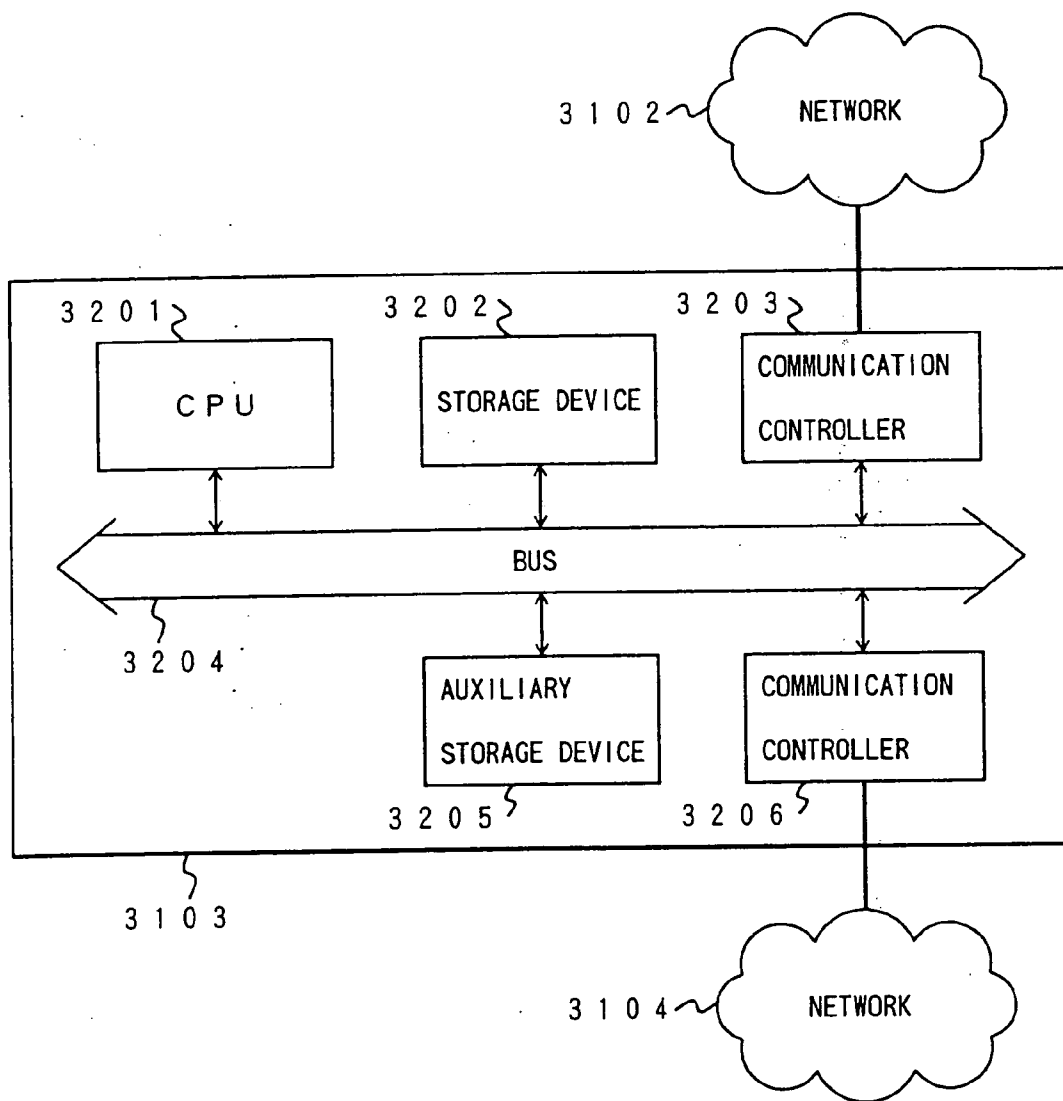 NETWORK
3102
3201
3202
3203
CPU
STORAGE DEVICE
COMMUNICATION
CONTROLLER
BUS
3204
AUXILIARY
STORAGE DEVICE
COMMUNICATION
CONTROLLER
3205
3206
3103
NETWORK
3104